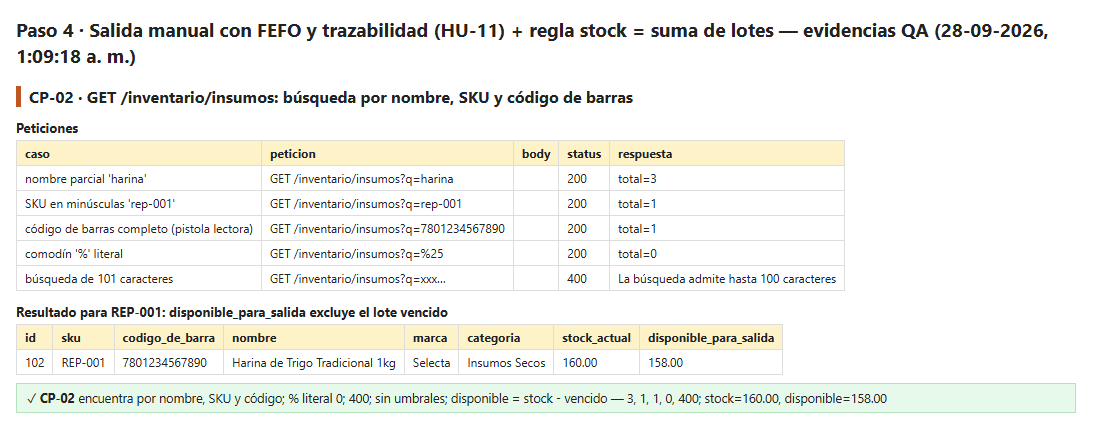 Paso 4 · Salida manual con FEFO y trazabilidad (HU-11) + regla stock = suma de lotes — evidencias QA (28-09-2026,
1:09:18 a. m.)
CP-02 · GET /inventario/insumos: búsqueda por nombre, SKU y código de barras
Peticiones
caso peticion body status respuesta
nombre parcial 'harina' GET /inventario/insumos?q=harina 200 total=3
SKU en minúsculas 'rep-001' GET /inventario/insumos?q=rep-001 200 total=1
código de barras completo (pistola lectora) GET /inventario/insumos?q=7801234567890 200 total=1
comodín '%' literal GET /inventario/insumos?q=%25 200 total=0
búsqueda de 101 caracteres GET /inventario/insumos?q=xxx... 400 La búsqueda admite hasta 100 caracteres
Resultado para REP-001: disponible_para_salida excluye el lote vencido
id sku codigo_de_barra nombre marca categoria stock_actual disponible_para_salida
102 REP-001 7801234567890 Harina de Trigo Tradicional 1kg Selecta Insumos Secos 160.00 158.00
✓ CP-02 encuentra por nombre, SKU y código; % literal 0; 400; sin umbrales; disponible = stock - vencido — 3, 1, 1, 0, 400; stock=160.00, disponible=158.00